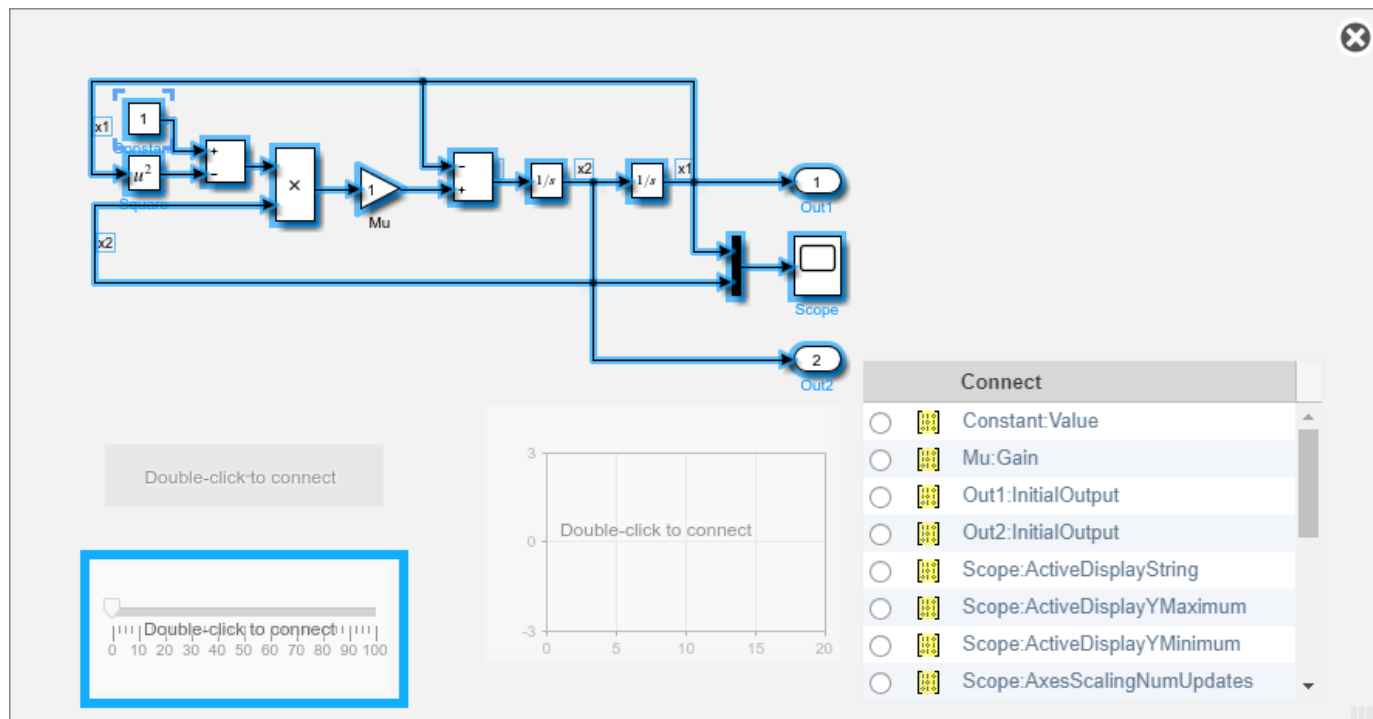 x1
1
Constant
+
−
u²
Square
x2
×
1
Mu
−
+
1/s
x2
1/s
x1
1
Out1
Scope
2
Out2
Double-click to connect
Double-click to connect
0 10 20 30 40 50 60 70 80 90 100
3
0
-3
Double-click to connect
0 5 10 15 20
Connect
Constant:Value
Mu:Gain
Out1:InitialOutput
Out2:InitialOutput
Scope:ActiveDisplayString
Scope:ActiveDisplayYMaximum
Scope:ActiveDisplayYMinimum
Scope:AxesScalingNumUpdates